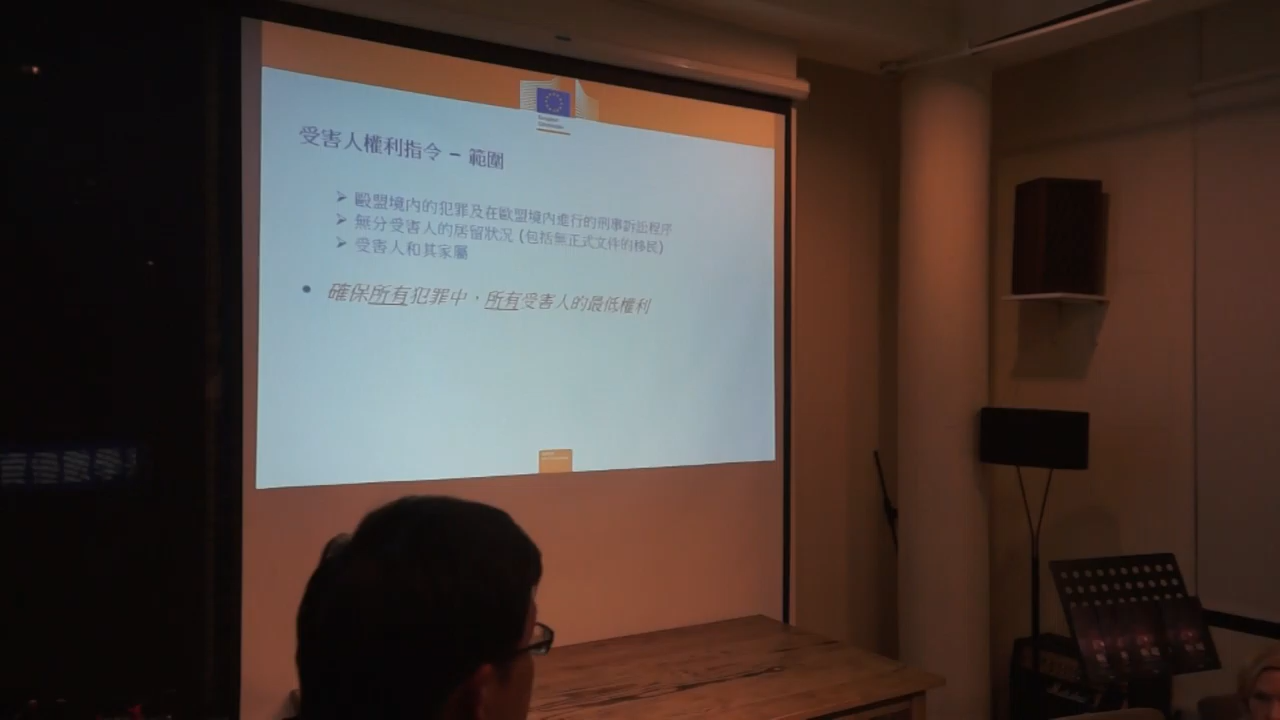 European
Commission
受害人權利指令 – 範圍
➢ 毆盟境內的犯罪及在歐盟境內進行的刑事訴訟程序
➢ 無分受害人的居留狀況 (包括無正式文件的移民)
➢ 受害人和其家屬
• 確保所有犯罪中，所有受害人的最低權利